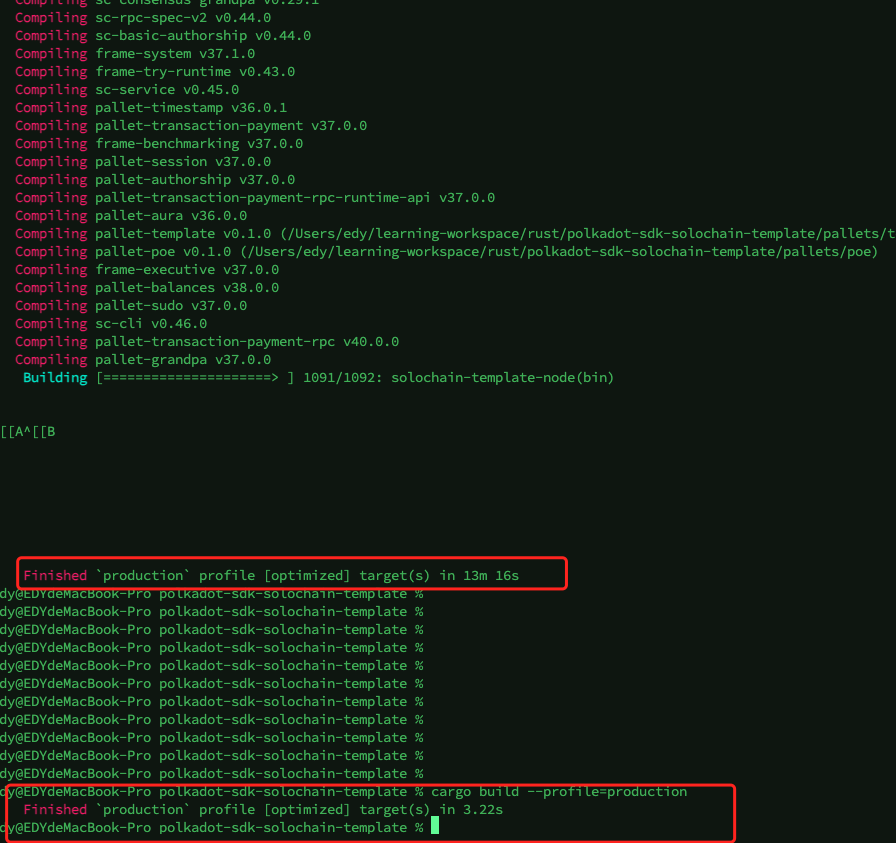 Compiling sc-consensus-grandpa v0.29.1
Compiling sc-rpc-spec-v2 v0.44.0
Compiling sc-basic-authorship v0.44.0
Compiling frame-system v37.1.0
Compiling frame-try-runtime v0.43.0
Compiling sc-service v0.45.0
Compiling pallet-timestamp v36.0.1
Compiling pallet-transaction-payment v37.0.0
Compiling frame-benchmarking v37.0.0
Compiling pallet-session v37.0.0
Compiling pallet-authorship v37.0.0
Compiling pallet-transaction-payment-rpc-runtime-api v37.0.0
Compiling pallet-aura v36.0.0
Compiling pallet-template v0.1.0 (/Users/edy/learning-workspace/rust/polkadot-sdk-solochain-template/pallets/t
Compiling pallet-poe v0.1.0 (/Users/edy/learning-workspace/rust/polkadot-sdk-solochain-template/pallets/poe)
Compiling frame-executive v37.0.0
Compiling pallet-balances v38.0.0
Compiling pallet-sudo v37.0.0
Compiling sc-cli v0.46.0
Compiling pallet-transaction-payment-rpc v40.0.0
Compiling pallet-grandpa v37.0.0
Building [=====================> ] 1091/1092: solochain-template-node(bin)
[[A^[[B
Finished `production` profile [optimized] target(s) in 13m 16s
dy@EDYdeMacBook-Pro polkadot-sdk-solochain-template %
dy@EDYdeMacBook-Pro polkadot-sdk-solochain-template %
dy@EDYdeMacBook-Pro polkadot-sdk-solochain-template %
dy@EDYdeMacBook-Pro polkadot-sdk-solochain-template %
dy@EDYdeMacBook-Pro polkadot-sdk-solochain-template %
dy@EDYdeMacBook-Pro polkadot-sdk-solochain-template %
dy@EDYdeMacBook-Pro polkadot-sdk-solochain-template %
dy@EDYdeMacBook-Pro polkadot-sdk-solochain-template %
dy@EDYdeMacBook-Pro polkadot-sdk-solochain-template %
dy@EDYdeMacBook-Pro polkadot-sdk-solochain-template %
dy@EDYdeMacBook-Pro polkadot-sdk-solochain-template %
dy@EDYdeMacBook-Pro polkadot-sdk-solochain-template % cargo build --profile=production
Finished `production` profile [optimized] target(s) in 3.22s
dy@EDYdeMacBook-Pro polkadot-sdk-solochain-template %